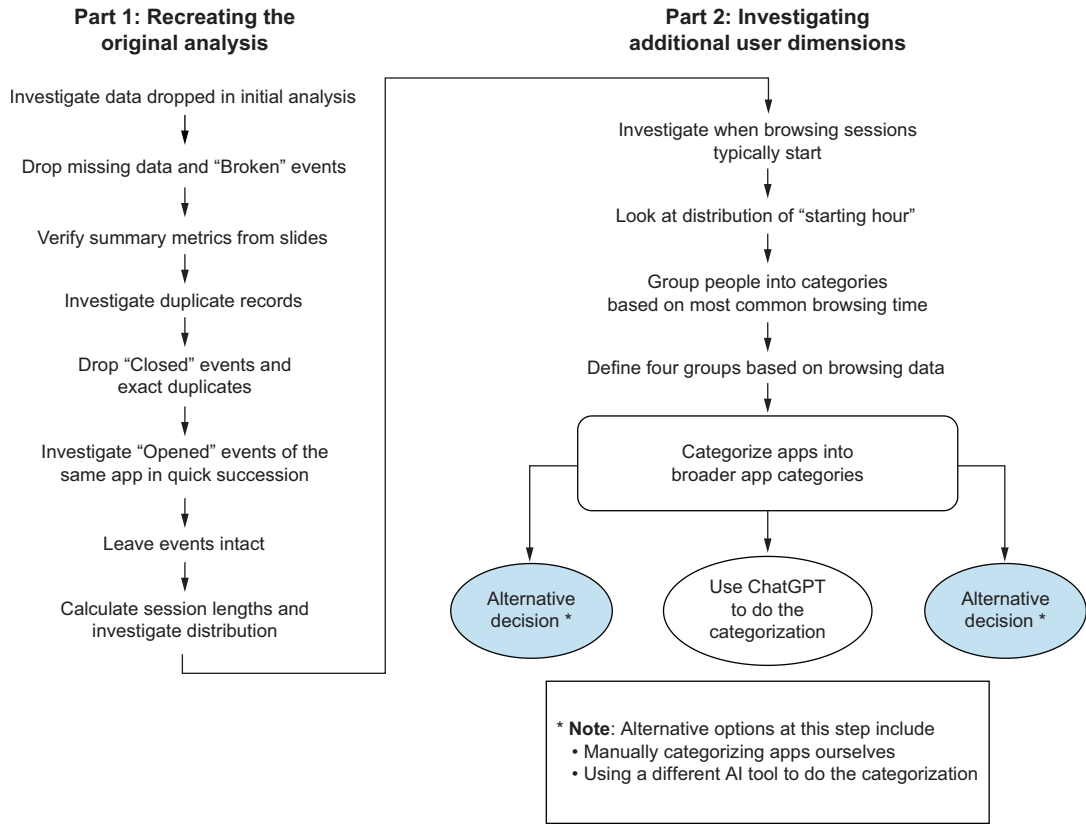 Part 1: Recreating the
original analysis
Investigate data dropped in initial analysis
Drop missing data and “Broken” events
Verify summary metrics from slides
Investigate duplicate records
Drop “Closed” events and
exact duplicates
Investigate “Opened” events of the
same app in quick succession
Leave events intact
Calculate session lengths and
investigate distribution
Part 2: Investigating
additional user dimensions
Investigate when browsing sessions
typically start
Look at distribution of “starting hour”
Group people into categories
based on most common browsing time
Define four groups based on browsing data
Categorize apps into
broader app categories
Alternative
decision *
Use ChatGPT
to do the
categorization
Alternative
decision *
* Note: Alternative options at this step include
• Manually categorizing apps ourselves
• Using a different AI tool to do the categorization